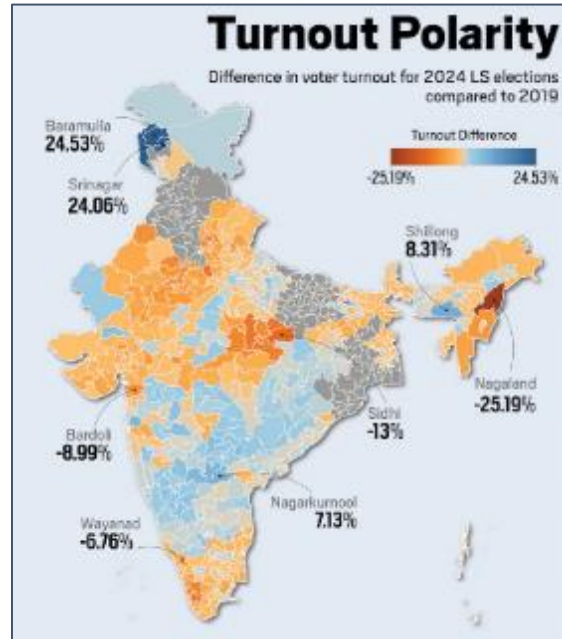 Turnout Polarity
Difference in voter turnout for 2024 LS elections
compared to 2019
Turnout Difference
-25.19%
24.53%
Baramulla
24.53%
Srinagar
24.06%
Shillong
8.31%
Nagaland
-25.19%
Sidhi
-13%
Bardoli
-8.99%
Nagarkurnool
7.13%
Wayanad
-6.76%